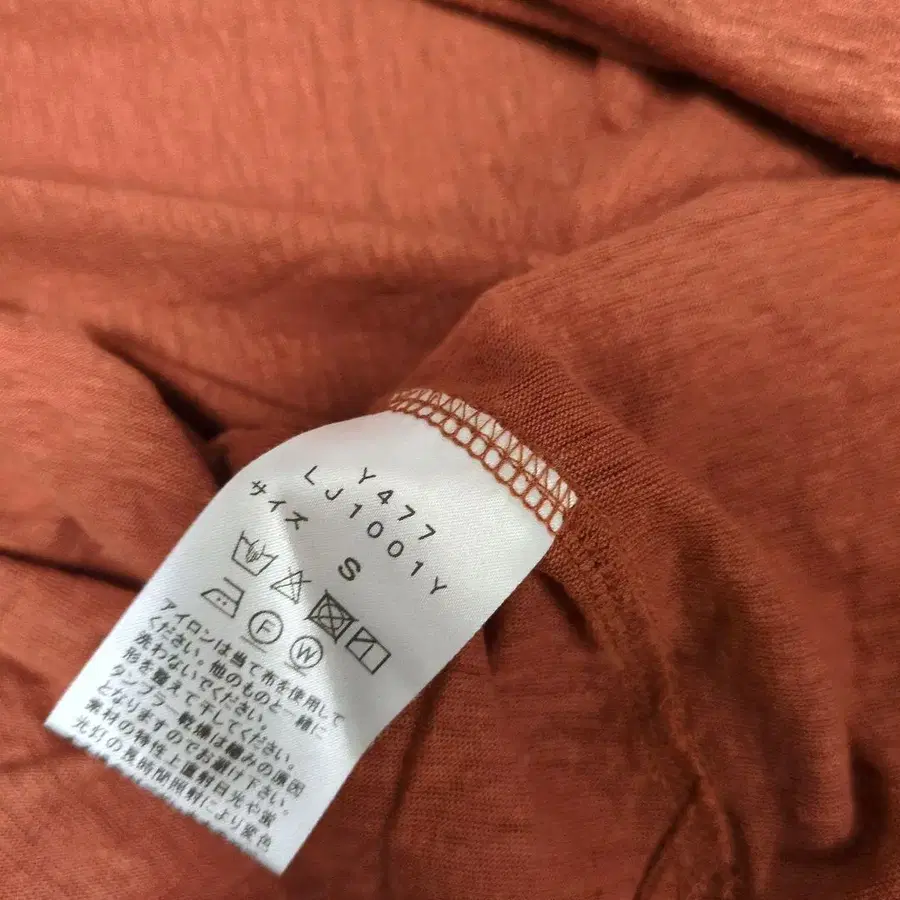 Y477
LJ1001Y
サイズ S
F W
アイロンは当て布を使用して
ください。他のものと一緒に
洗わないでください。
形を整えて干してください。
タンブラー乾燥は縮みの原因
となりますのでお避け下さい。
素材の特性上直射日光や蛍
光灯の長時間照射により変色